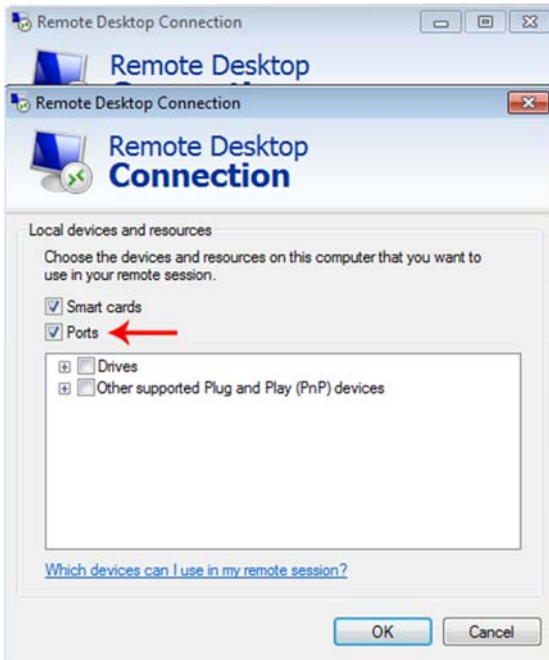 Remote Desktop Connection
Remote Desktop
Remote Desktop Connection
Remote Desktop
Connection
Local devices and resources
Choose the devices and resources on this computer that you want to
use in your remote session.
Smart cards
Ports
Drives
Other supported Plug and Play (PnP) devices
Which devices can I use in my remote session?
OK Cancel